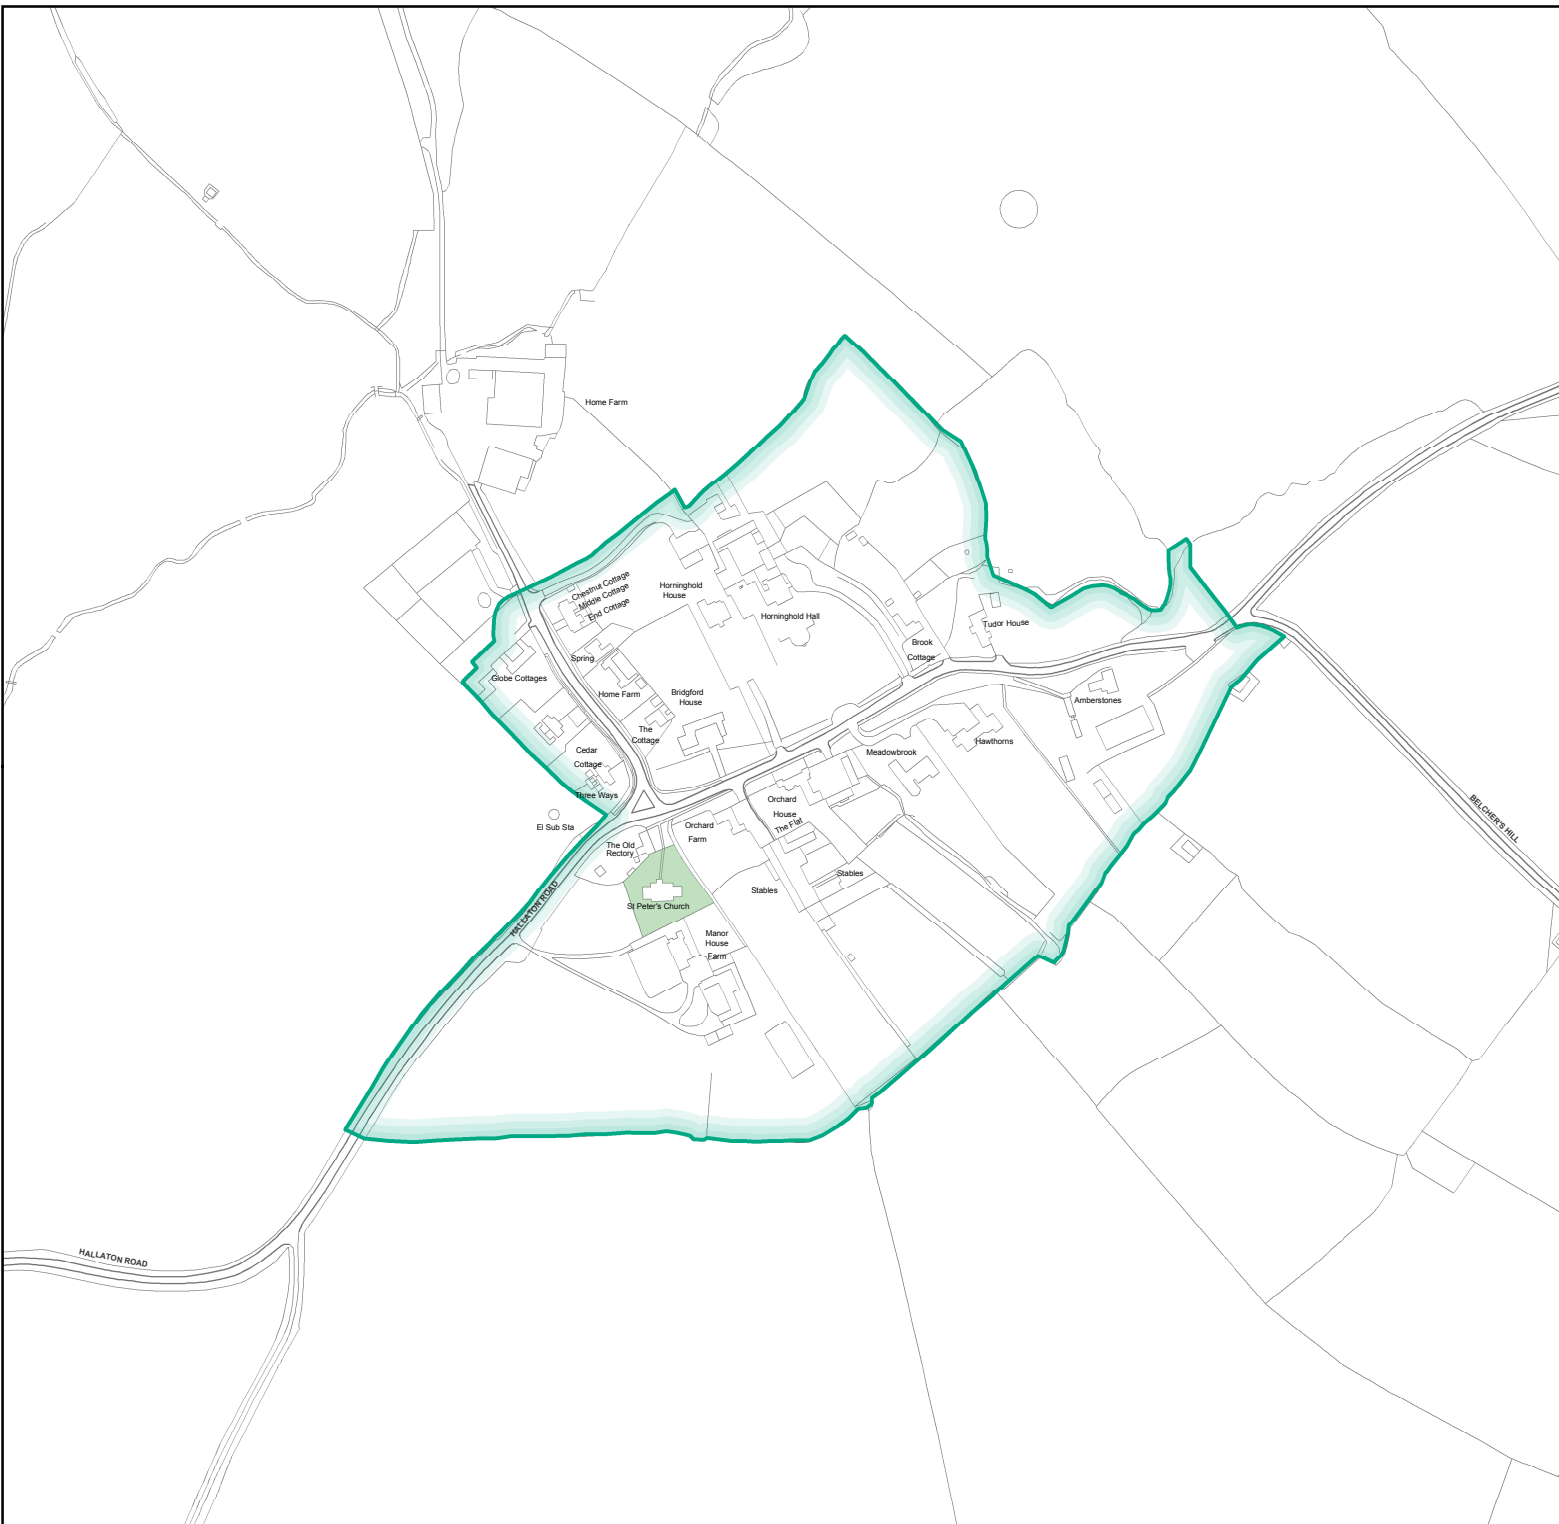 Home Farm
Chestnut Cottage
Middle Cottage
End Cottage
Horninghold
House
Horninghold Hall
Tudor House
Brook
Cottage
Spring
Globe Cottages
Home Farm
Bridgford
House
Amberstones
The
Cottage
Hawthorns
Meadowbrook
Cedar
Cottage
Three Ways
El Sub Sta
Orchard
House
The Flat
Orchard
Farm
BELCHER'S HILL
The Old
Rectory
Stables
Stables
HALLATON ROAD
St Peter's Church
Manor
House
Farm
HALLATON ROAD